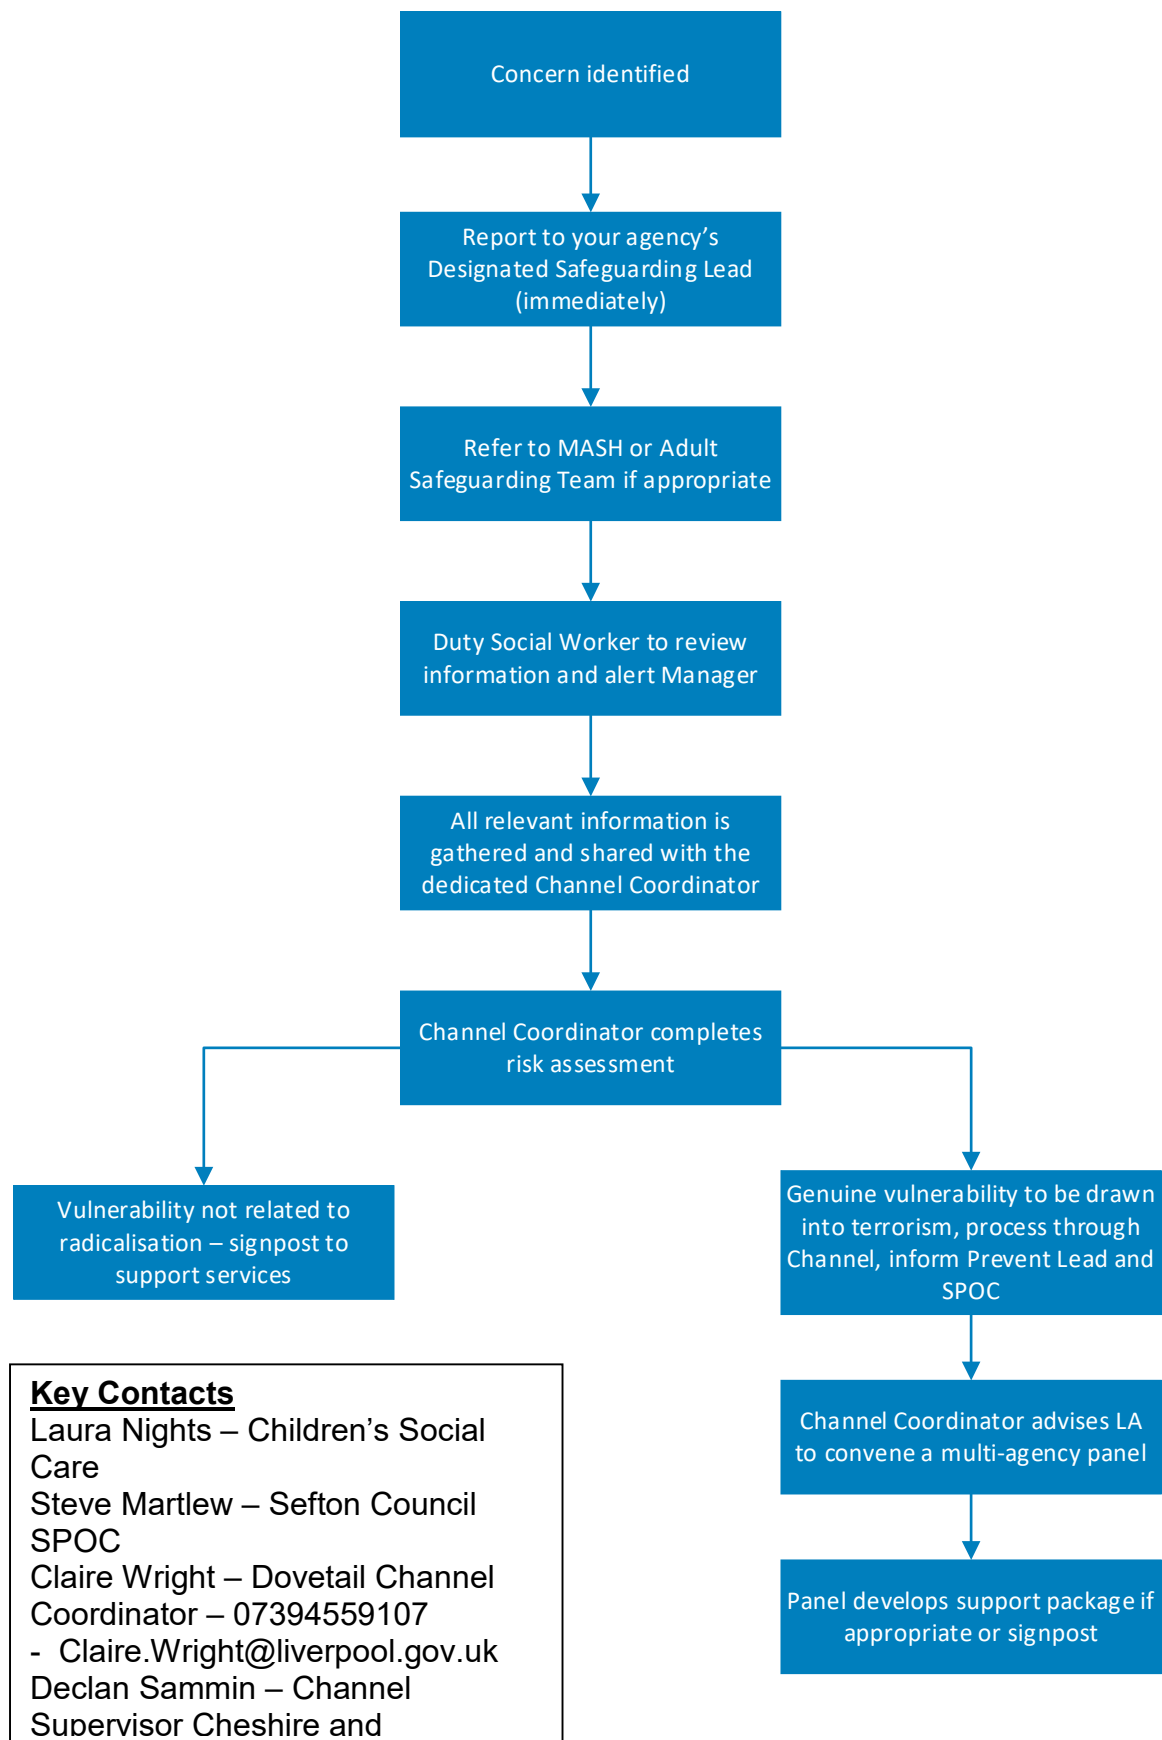 Concern identified
Report to your agency’s
Designated Safeguarding Lead
(immediately)
Refer to MASH or Adult
Safeguarding Team if appropriate
Duty Social Worker to review
information and alert Manager
All relevant information is
gathered and shared with the
dedicated Channel Coordinator
Channel Coordinator completes
risk assessment
Vulnerability not related to
radicalisation – signpost to
support services
Genuine vulnerability to be drawn
into terrorism, process through
Channel, inform Prevent Lead and
SPOC
Channel Coordinator advises LA
to convene a multi-agency panel
Panel develops support package if
appropriate or signpost
Key Contacts
Laura Nights – Children’s Social
Care
Steve Martlew – Sefton Council
SPOC
Claire Wright – Dovetail Channel
Coordinator – 07394559107
- Claire.Wright@liverpool.gov.uk
Declan Sammin – Channel
Supervisor Cheshire and